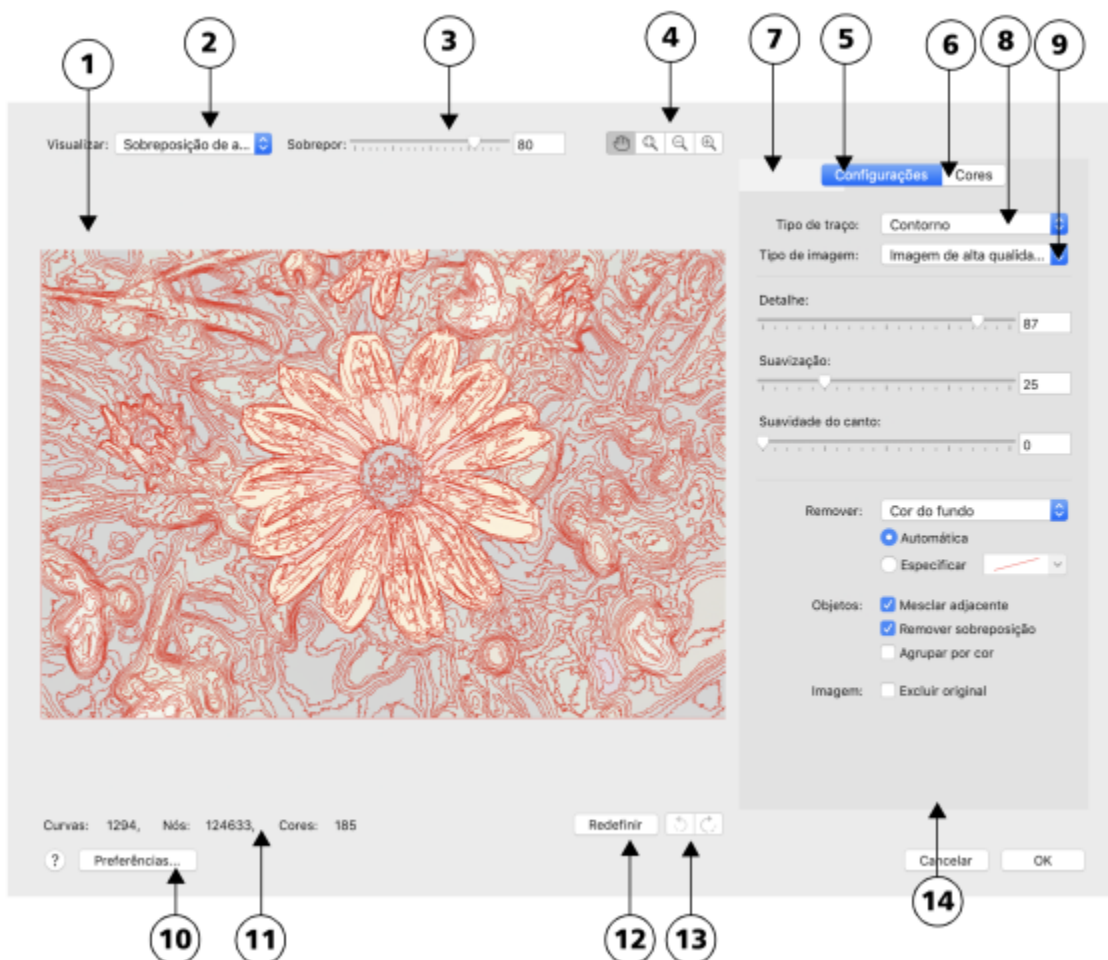 1 2 3 4 7 5 6 8 9
Visualizar: Sobreposição de a... Sobrepor: 80
Configurações Cores
Tipo de traço: Contorno
Tipo de imagem: Imagem de alta qualida...
Detalhe:
87
Suavização:
25
Suavidade do canto:
0
Remover: Cor do fundo
Automática
Especificar
Objetos: Mesclar adjacente
Remover sobreposição
Agrupar por cor
Imagem: Excluir original
Curvas: 1294, Nós: 124633, Cores: 185
Redefinir
? Preferências...
Cancelar OK
10 11 12 13 14